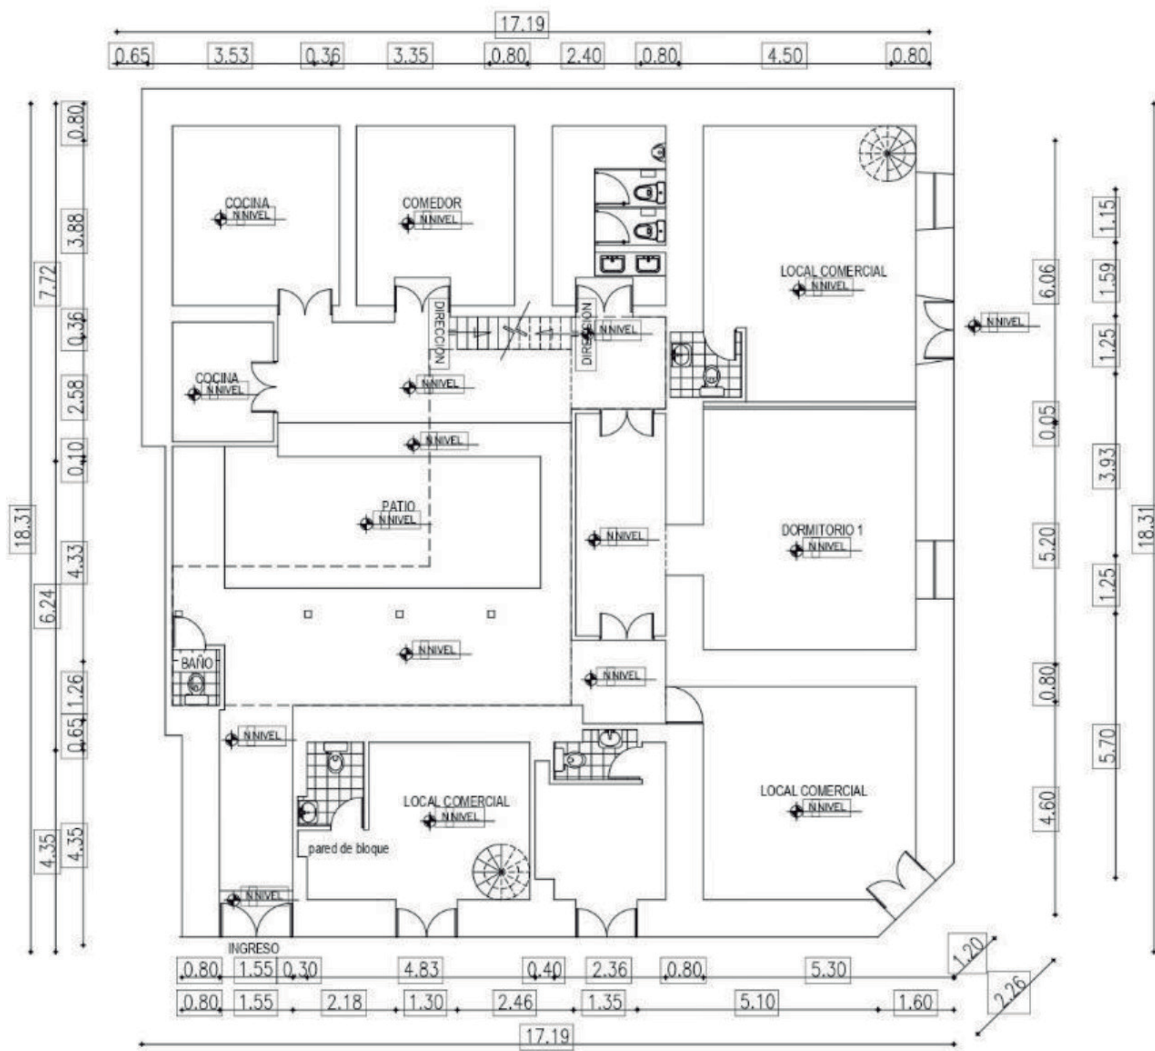 17.19
0.65 3.53 0.36 3.35 0.80 2.40 0.80 4.50 0.80
0.80
3.88
7.72
0.36
2.58
0.10
18.31
4.33
6.24
1.26
0.65
4.35
4.35
COCINA
N NIVEL
COMEDOR
N NIVEL
LOCAL COMERCIAL
N NIVEL
N NIVEL
DIRECCION
DIRECCION
N NIVEL
COCINA
N NIVEL
N NIVEL
N NIVEL
PATIO
N NIVEL
N NIVEL
DORMITORIO 1
N NIVEL
N NIVEL
BAÑO
N NIVEL
N NIVEL
LOCAL COMERCIAL
N NIVEL
pared de bloque
LOCAL COMERCIAL
N NIVEL
N NIVEL
INGRESO
6.06
0.05
5.20
0.80
4.60
1.15
1.59
1.25
3.93
1.25
5.70
18.31
1.20
2.26
0.80 1.55 0.30 4.83 0.40 2.36 0.80 5.30
0.80 1.55 2.18 1.30 2.46 1.35 5.10 1.60
17.19